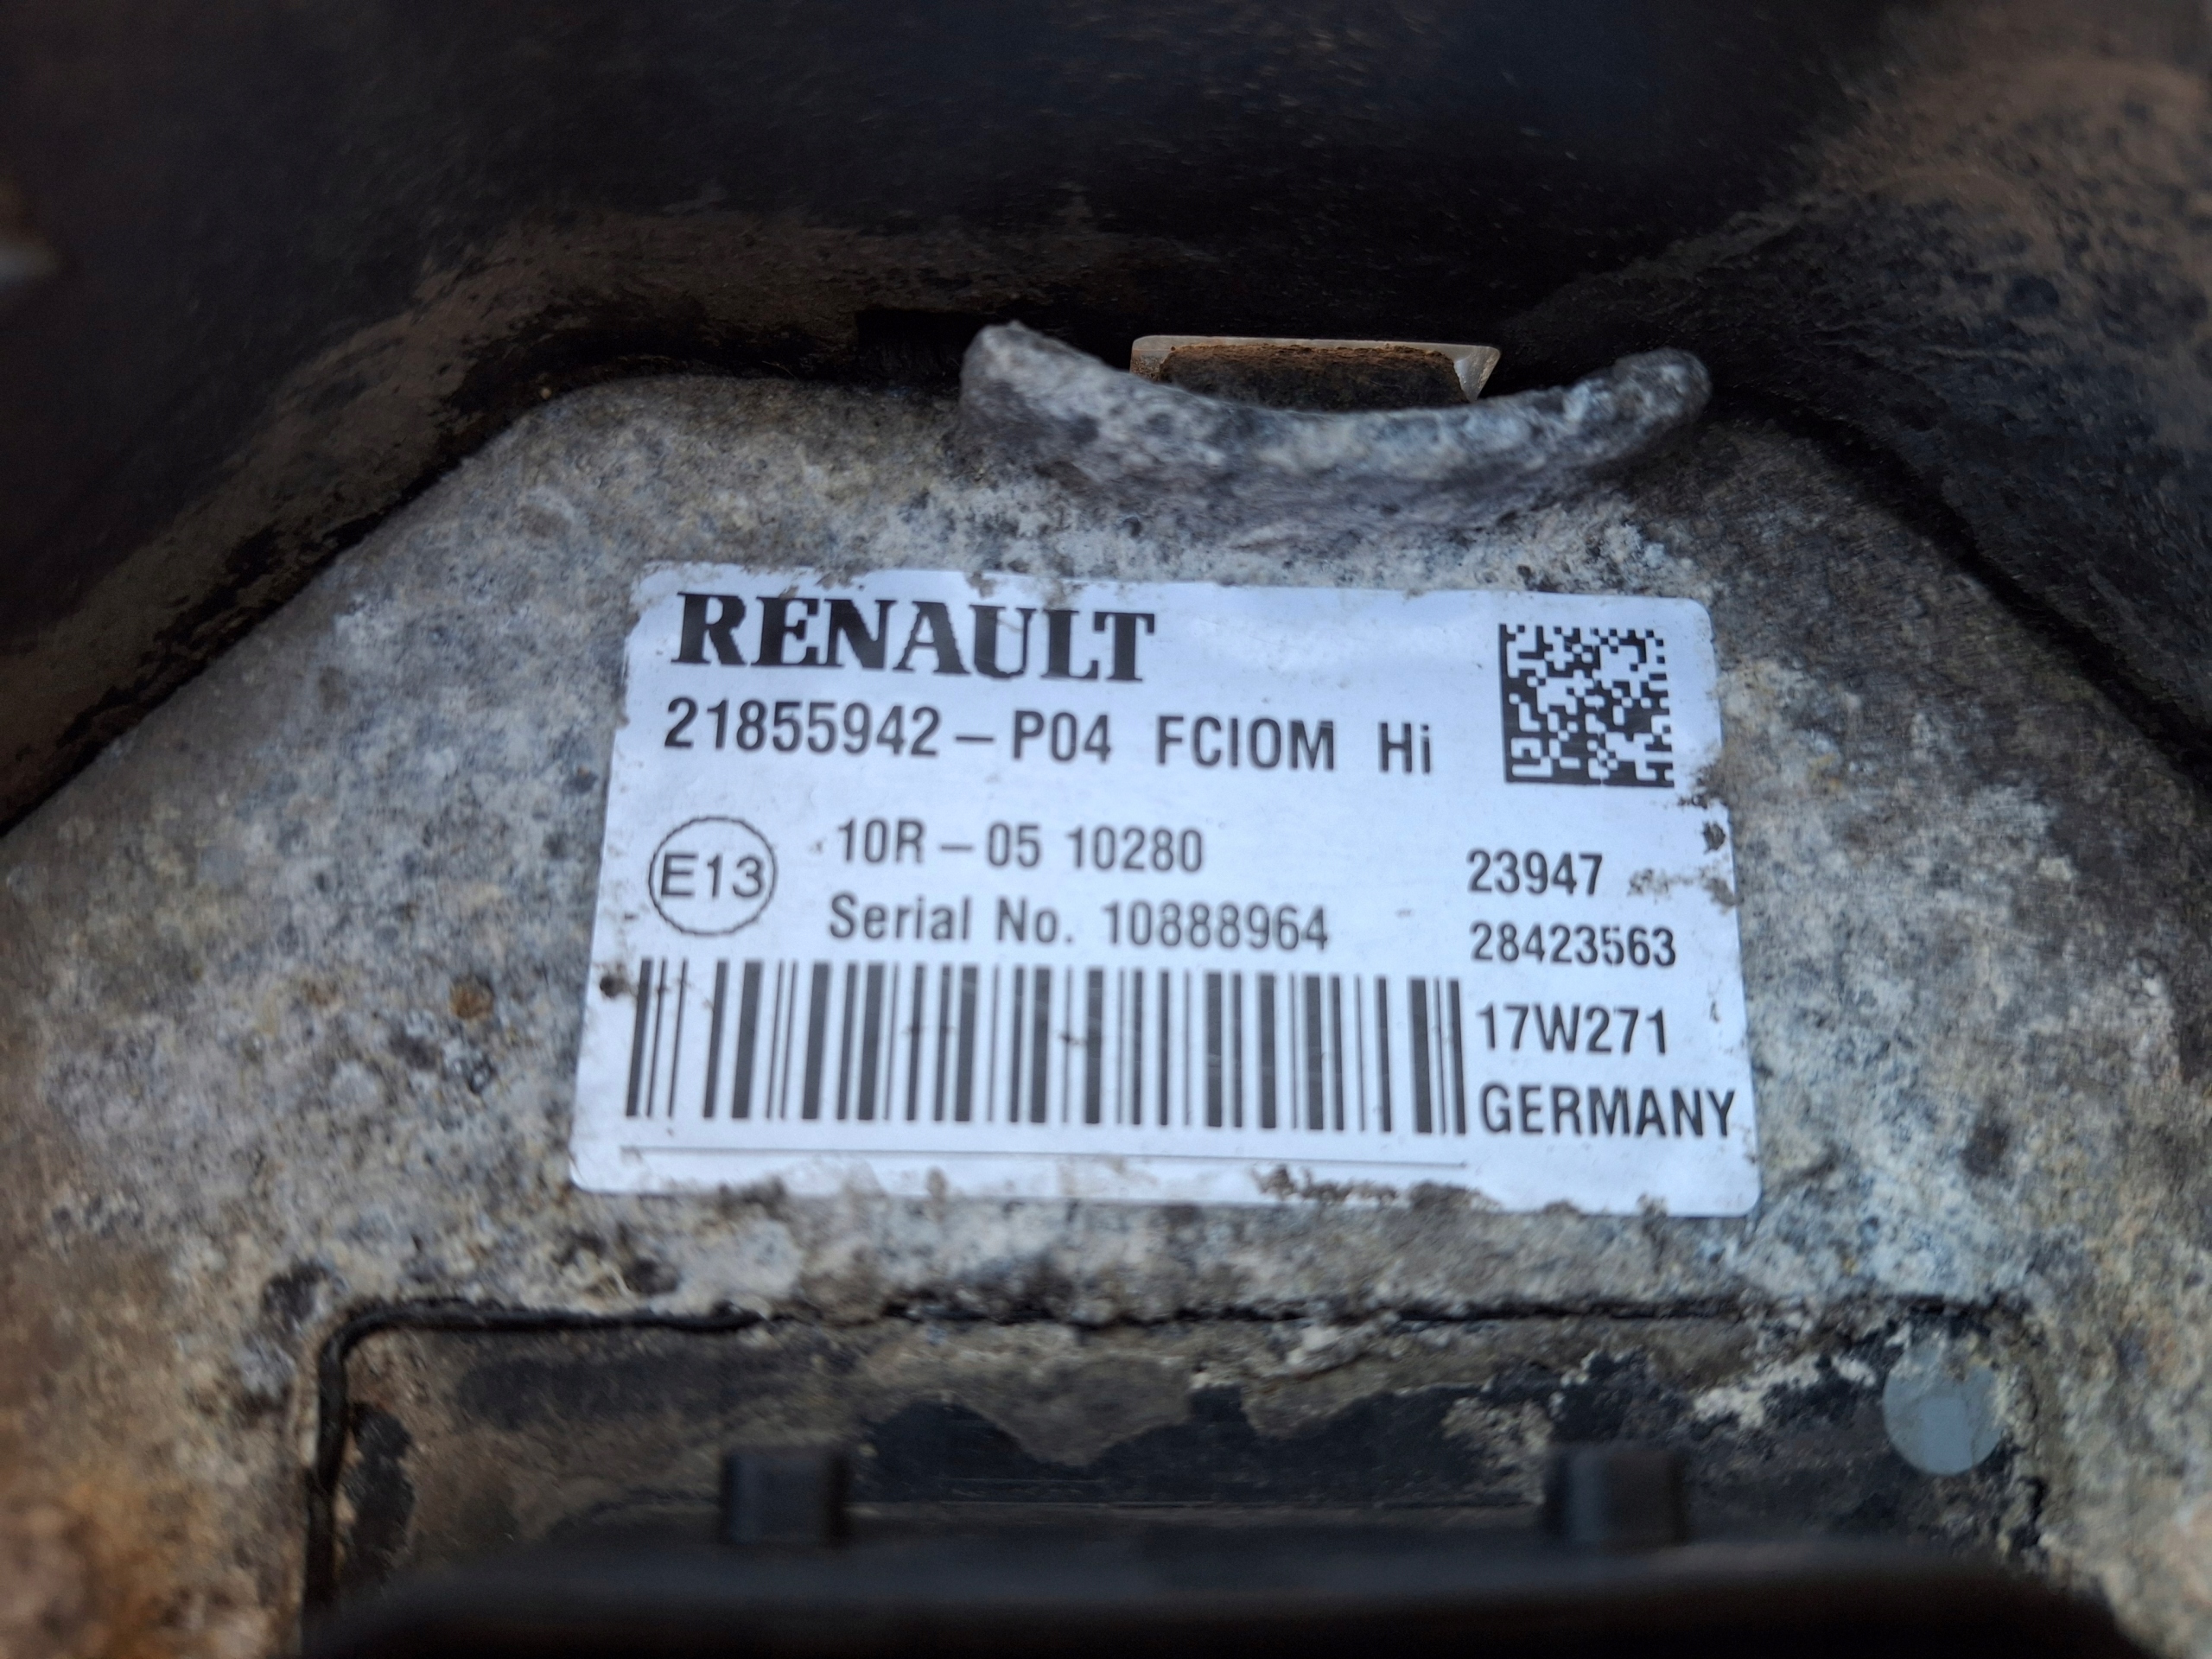 RENAULT
21855942-P04 FCIOM Hi
E13
10R-05 10280
23947
Serial No. 10888964
28423563
17W271
GERMANY